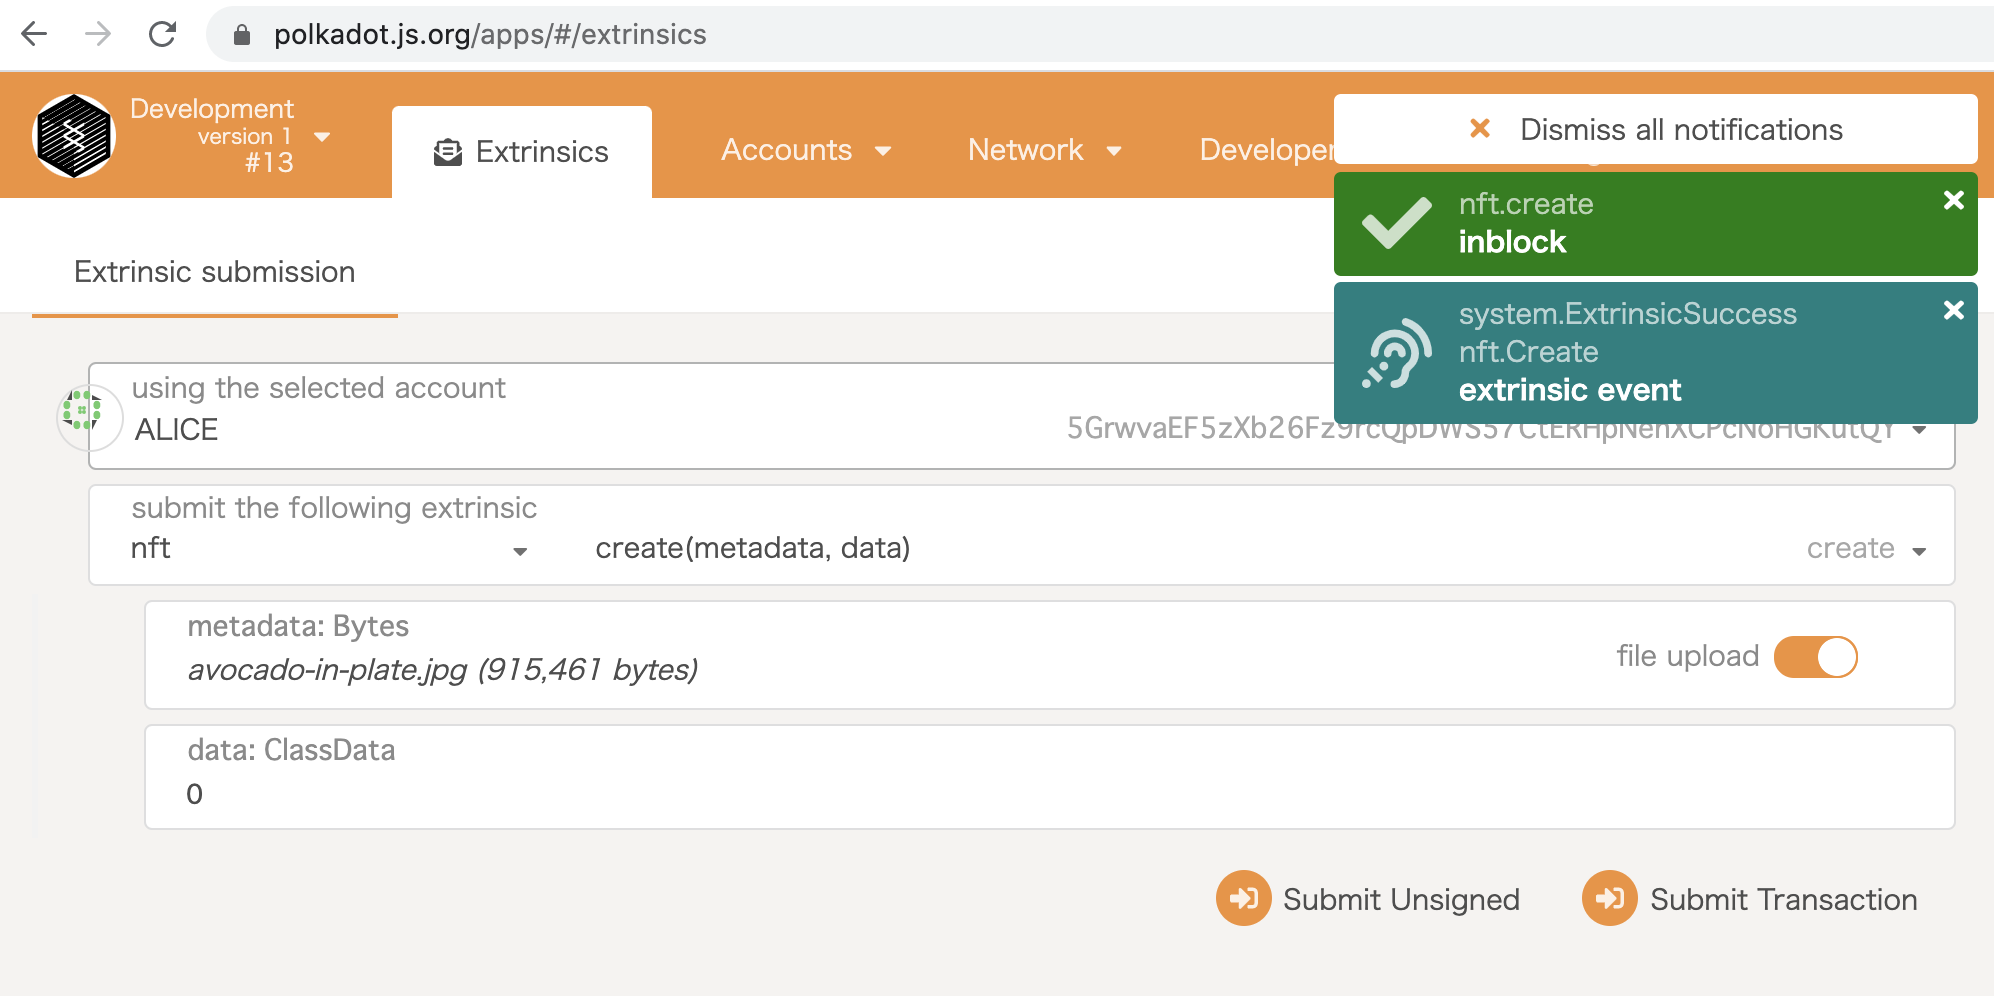 polkadot.js.org/apps/#/extrinsics
Development
version 1
#13
Extrinsics
Accounts
Network
Developer
Dismiss all notifications
nft.create
inblock
system.ExtrinsicSuccess
nft.Create
extrinsic event
Extrinsic submission
using the selected account
ALICE
5GrwvaEF5zXb26Fz9rcQpDWS57CtERHpNehXCPcNoHGKutQY
submit the following extrinsic
nft
create(metadata, data)
create
metadata: Bytes
avocado-in-plate.jpg (915,461 bytes)
file upload
data: ClassData
0
Submit Unsigned
Submit Transaction